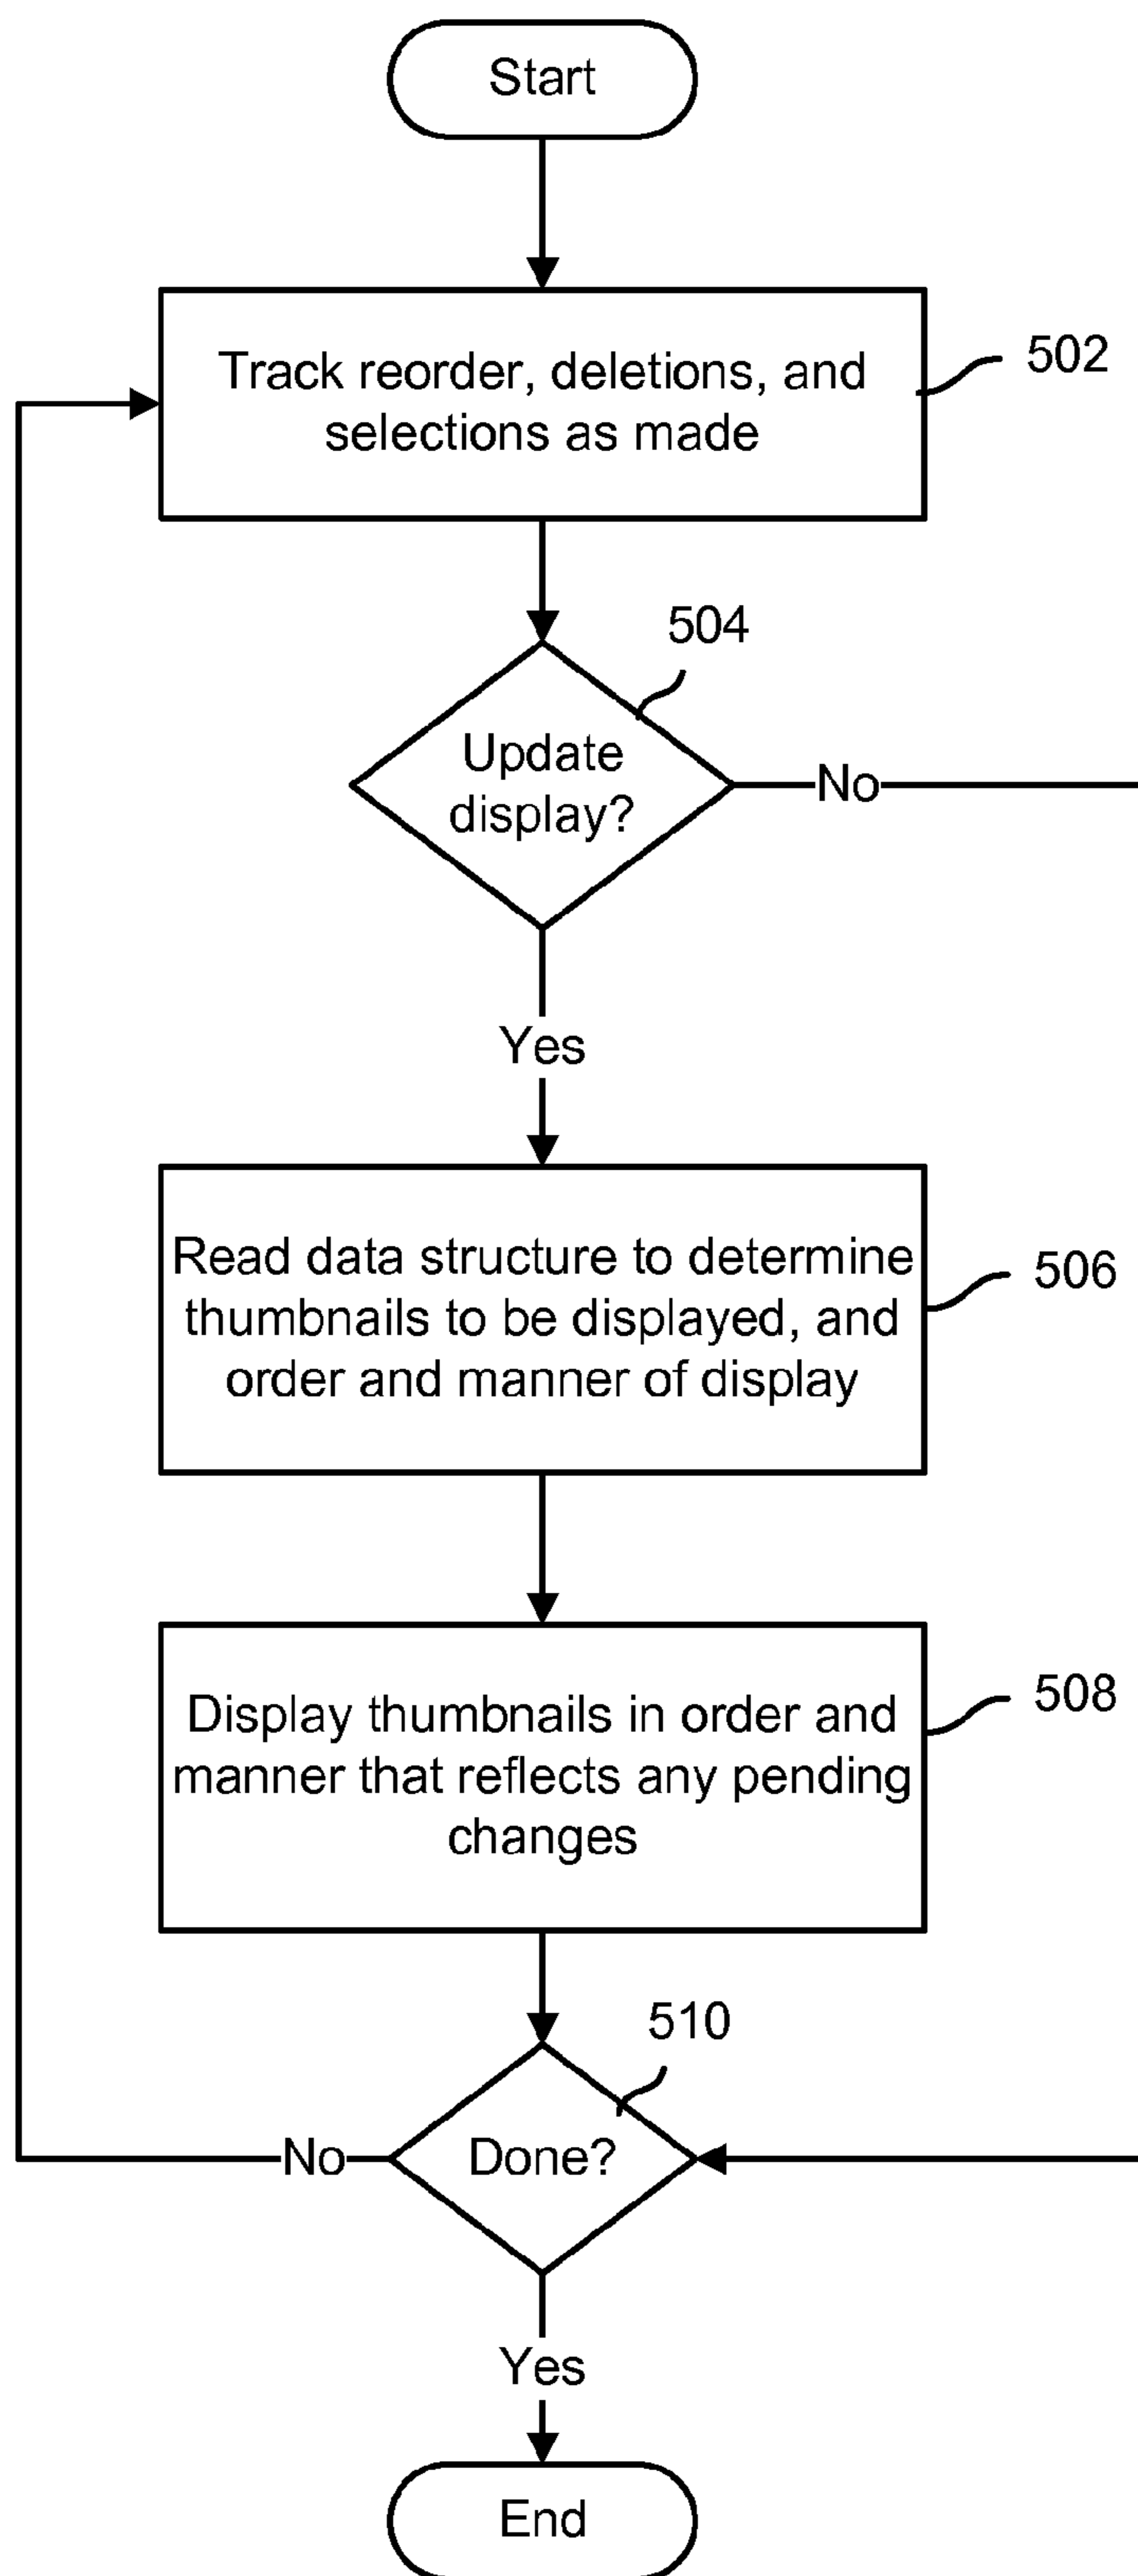 Start
Track reorder, deletions, and
selections as made
502
504
Update
display?
No
Yes
Read data structure to determine
thumbnails to be displayed, and
order and manner of display
506
Display thumbnails in order and
manner that reflects any pending
changes
508
510
Done?
No
Yes
End